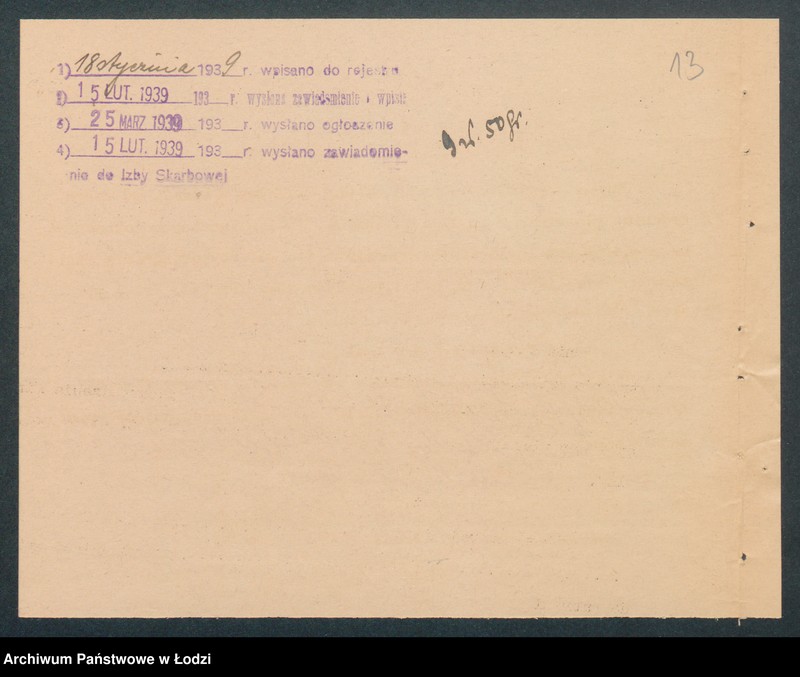 13
1) 18 stycznia 1939 r. wpisano do rejestru
2) 15 LUT. 1939 193 r. wysłano zawiadomienie o wpisie
3) 25 MARZ 1939 193 r. wysłano ogłoszenie
4) 15 LUT. 1939 193 r. wysłano zawiadomie-
nie do Izby Skarbowej
9 zł. 50 gr.
Archiwum Państwowe w Łodzi